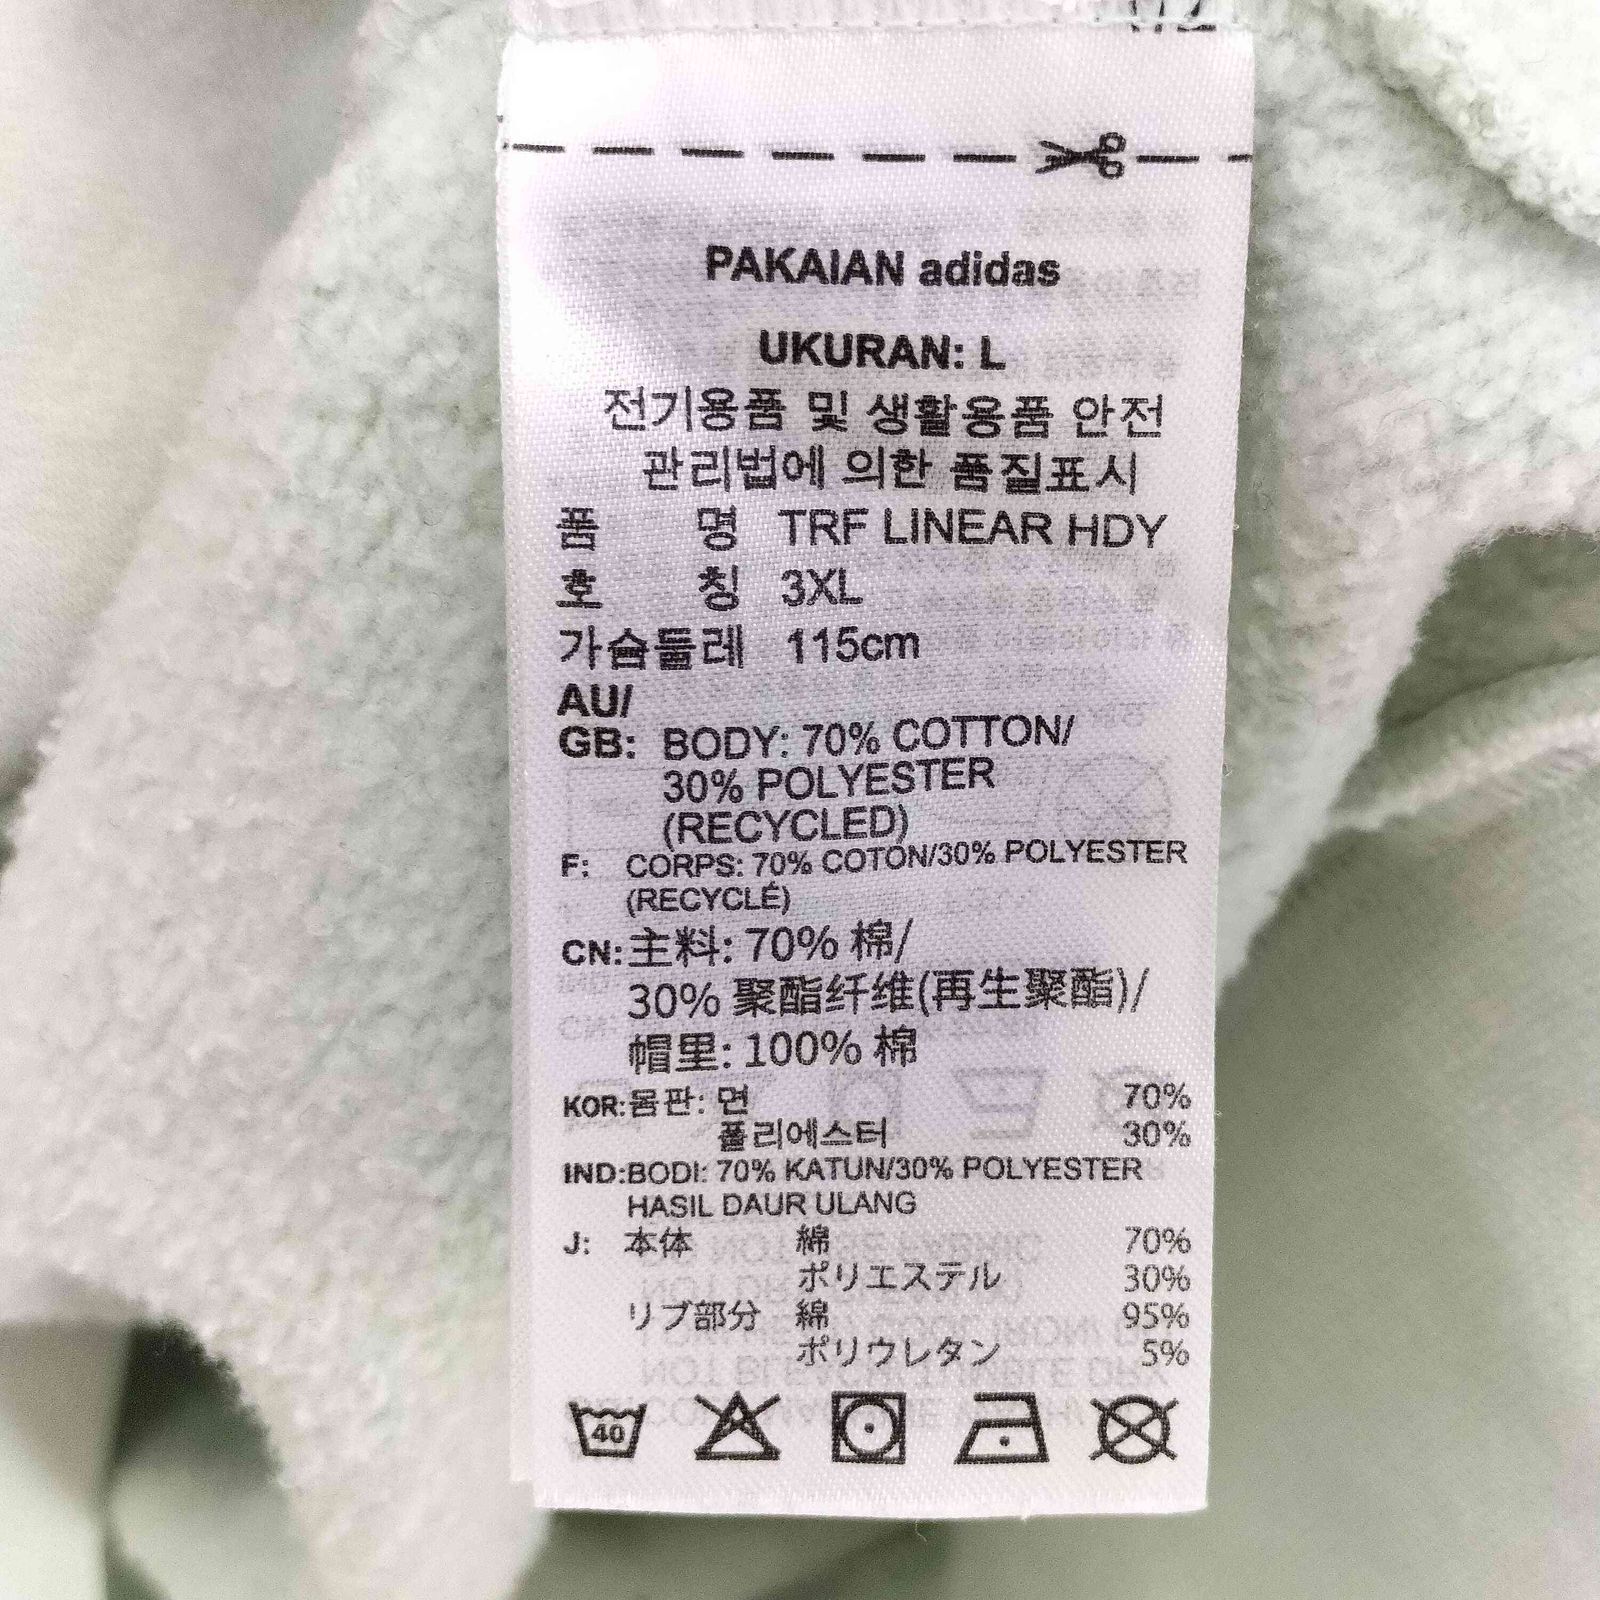 PAKAIAN adidas
UKURAN: L
전기용품 및 생활용품 안전
관리법에 의한 품질표시
품 명 TRF LINEAR HDY
호 칭 3XL
가슴둘레 115cm
AU/
GB: BODY: 70% COTTON/
30% POLYESTER
(RECYCLED)
F: CORPS: 70% COTON/30% POLYESTER
(RECYCLÉ)
CN: 主料: 70% 棉/
30% 聚酯纤维(再生聚酯)/
帽里: 100% 棉
KOR: 몸판: 면 70%
폴리에스터 30%
IND: BODI: 70% KATUN/30% POLYESTER
HASIL DAUR ULANG
J: 本体 綿 70%
ポリエステル 30%
リブ部分 綿 95%
ポリウレタン 5%
40